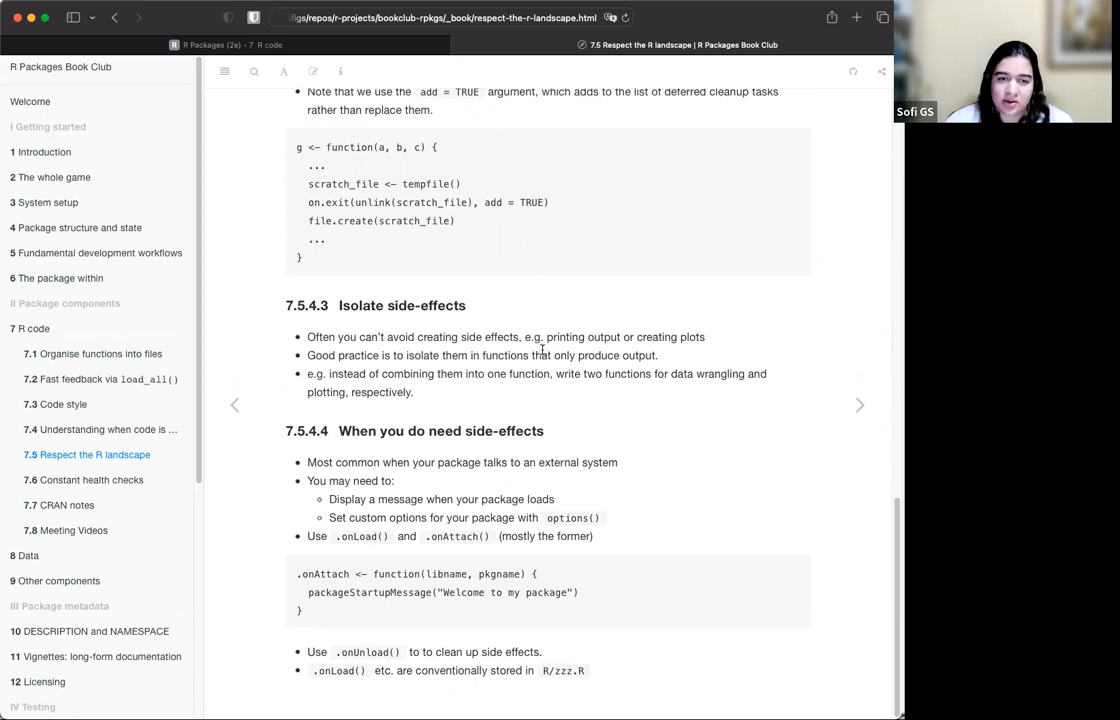 figs/repos/r-projects/bookclub-rpkgs/_book/respect-the-r-landscape.html
R Packages (2e) - 7 R code
7.5 Respect the R landscape | R Packages Book Club
Sofi GS
R Packages Book Club
Welcome
I Getting started
1 Introduction
2 The whole game
3 System setup
4 Package structure and state
5 Fundamental development workflows
6 The package within
II Package components
7 R code
7.1 Organise functions into files
7.2 Fast feedback via load_all()
7.3 Code style
7.4 Understanding when code is ...
7.5 Respect the R landscape
7.6 Constant health checks
7.7 CRAN notes
7.8 Meeting Videos
8 Data
9 Other components
III Package metadata
10 DESCRIPTION and NAMESPACE
11 Vignettes: long-form documentation
12 Licensing
IV Testing
Note that we use the add = TRUE argument, which adds to the list of deferred cleanup tasks
rather than replace them.
g <- function(a, b, c) {
...
scratch_file <- tempfile()
on.exit(unlink(scratch_file), add = TRUE)
file.create(scratch_file)
...
}
7.5.4.3 Isolate side-effects
Often you can't avoid creating side effects, e.g. printing output or creating plots
Good practice is to isolate them in functions that only produce output.
e.g. instead of combining them into one function, write two functions for data wrangling and
plotting, respectively.
7.5.4.4 When you do need side-effects
Most common when your package talks to an external system
You may need to:
Display a message when your package loads
Set custom options for your package with options()
Use .onLoad() and .onAttach() (mostly the former)
.onAttach <- function(libname, pkgname) {
packageStartupMessage("Welcome to my package")
}
Use .onUnload() to to clean up side effects.
.onLoad() etc. are conventionally stored in R/zzz.R